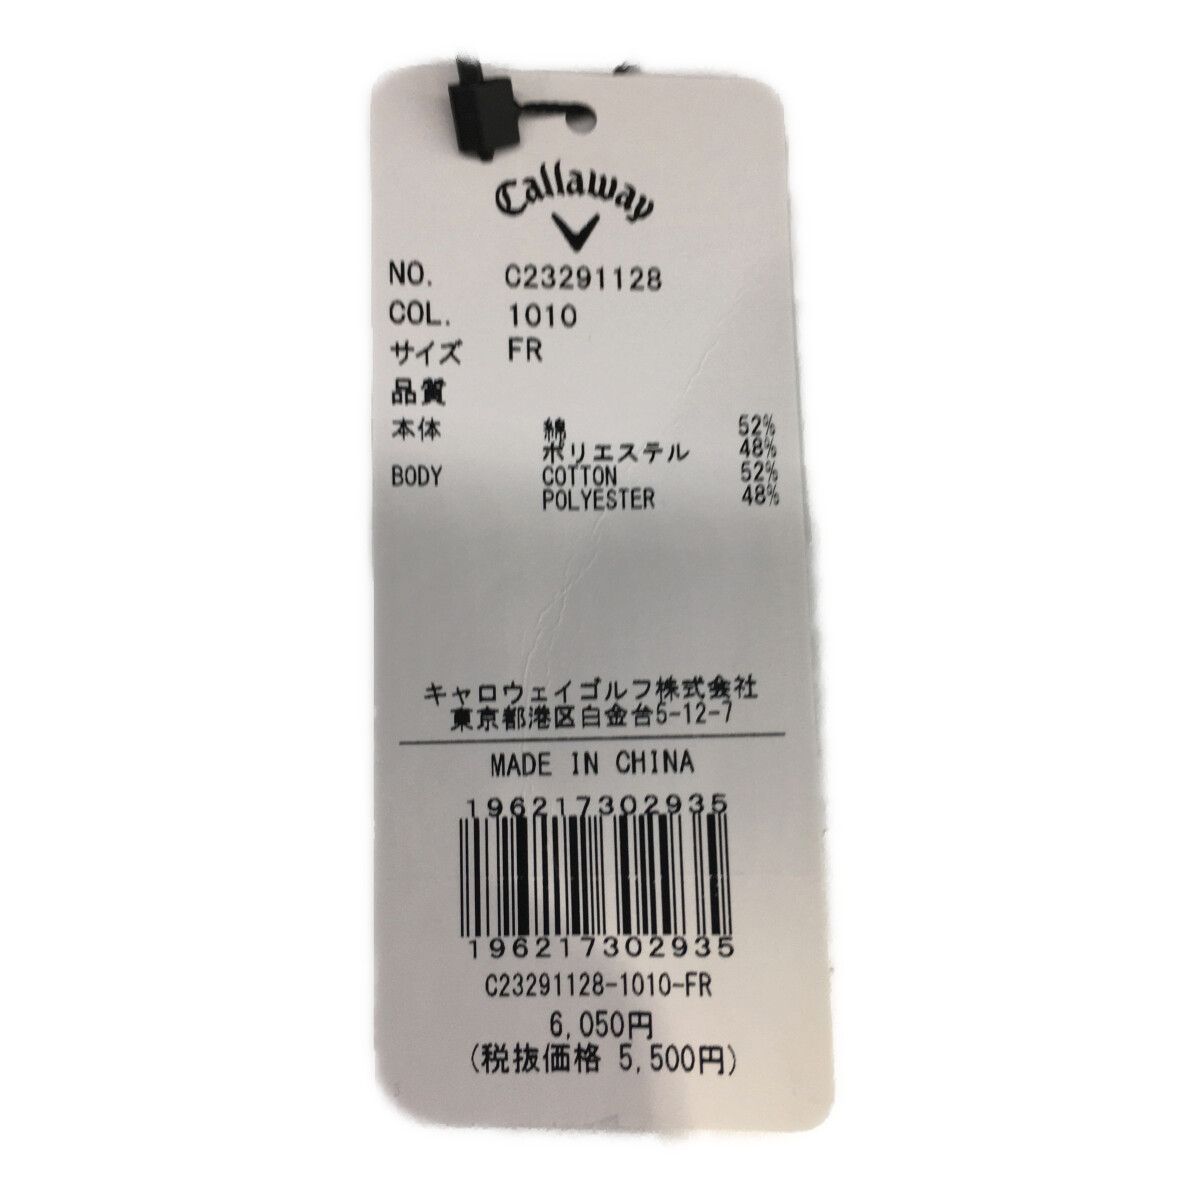 Callaway
NO. C23291128
COL. 1010
サイズ FR
品質
本体 綿 52%
ポリエステル 48%
BODY COTTON 52%
POLYESTER 48%
キャロウェイゴルフ株式会社
東京都港区白金台5-12-7
MADE IN CHINA
196217302935
196217302935
C23291128-1010-FR
6,050円
(税抜価格 5,500円)